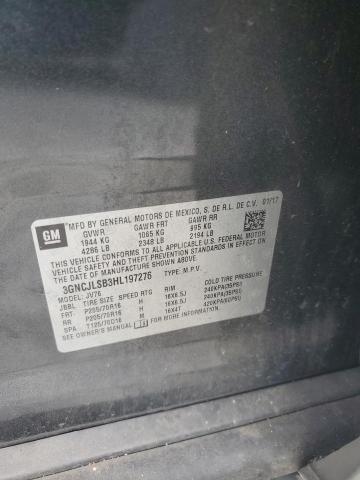 GM
MFD BY GENERAL MOTORS DE MEXICO, S. DE R.L. DE C.V. 01/17
GVWR GAWR FRT GAWR RR
1944 KG 1065 KG 995 KG
4286 LB 2348 LB 2194 LB
THIS VEHICLE CONFORMS TO ALL APPLICABLE U.S. FEDERAL
MOTOR VEHICLE SAFETY STANDARDS IN EFFECT ON THE
DATE OF MANUFACTURE SHOWN ABOVE.
3GNCJLSB3HL197276 TYPE: M.P.V.
MODEL: JV76
JBBL TIRE SIZE SPEED RTG RIM COLD TIRE PRESSURE
FRT P205/70R16 H 16X6.5J 240KPA(35PSI)
RR P205/70R16 H 16X6.5J 240KPA(35PSI)
SPA T125/70D16 M 16X4T 420KPA(60PSI)
SEE OWNER'S MANUAL FOR MORE INFORMATION.